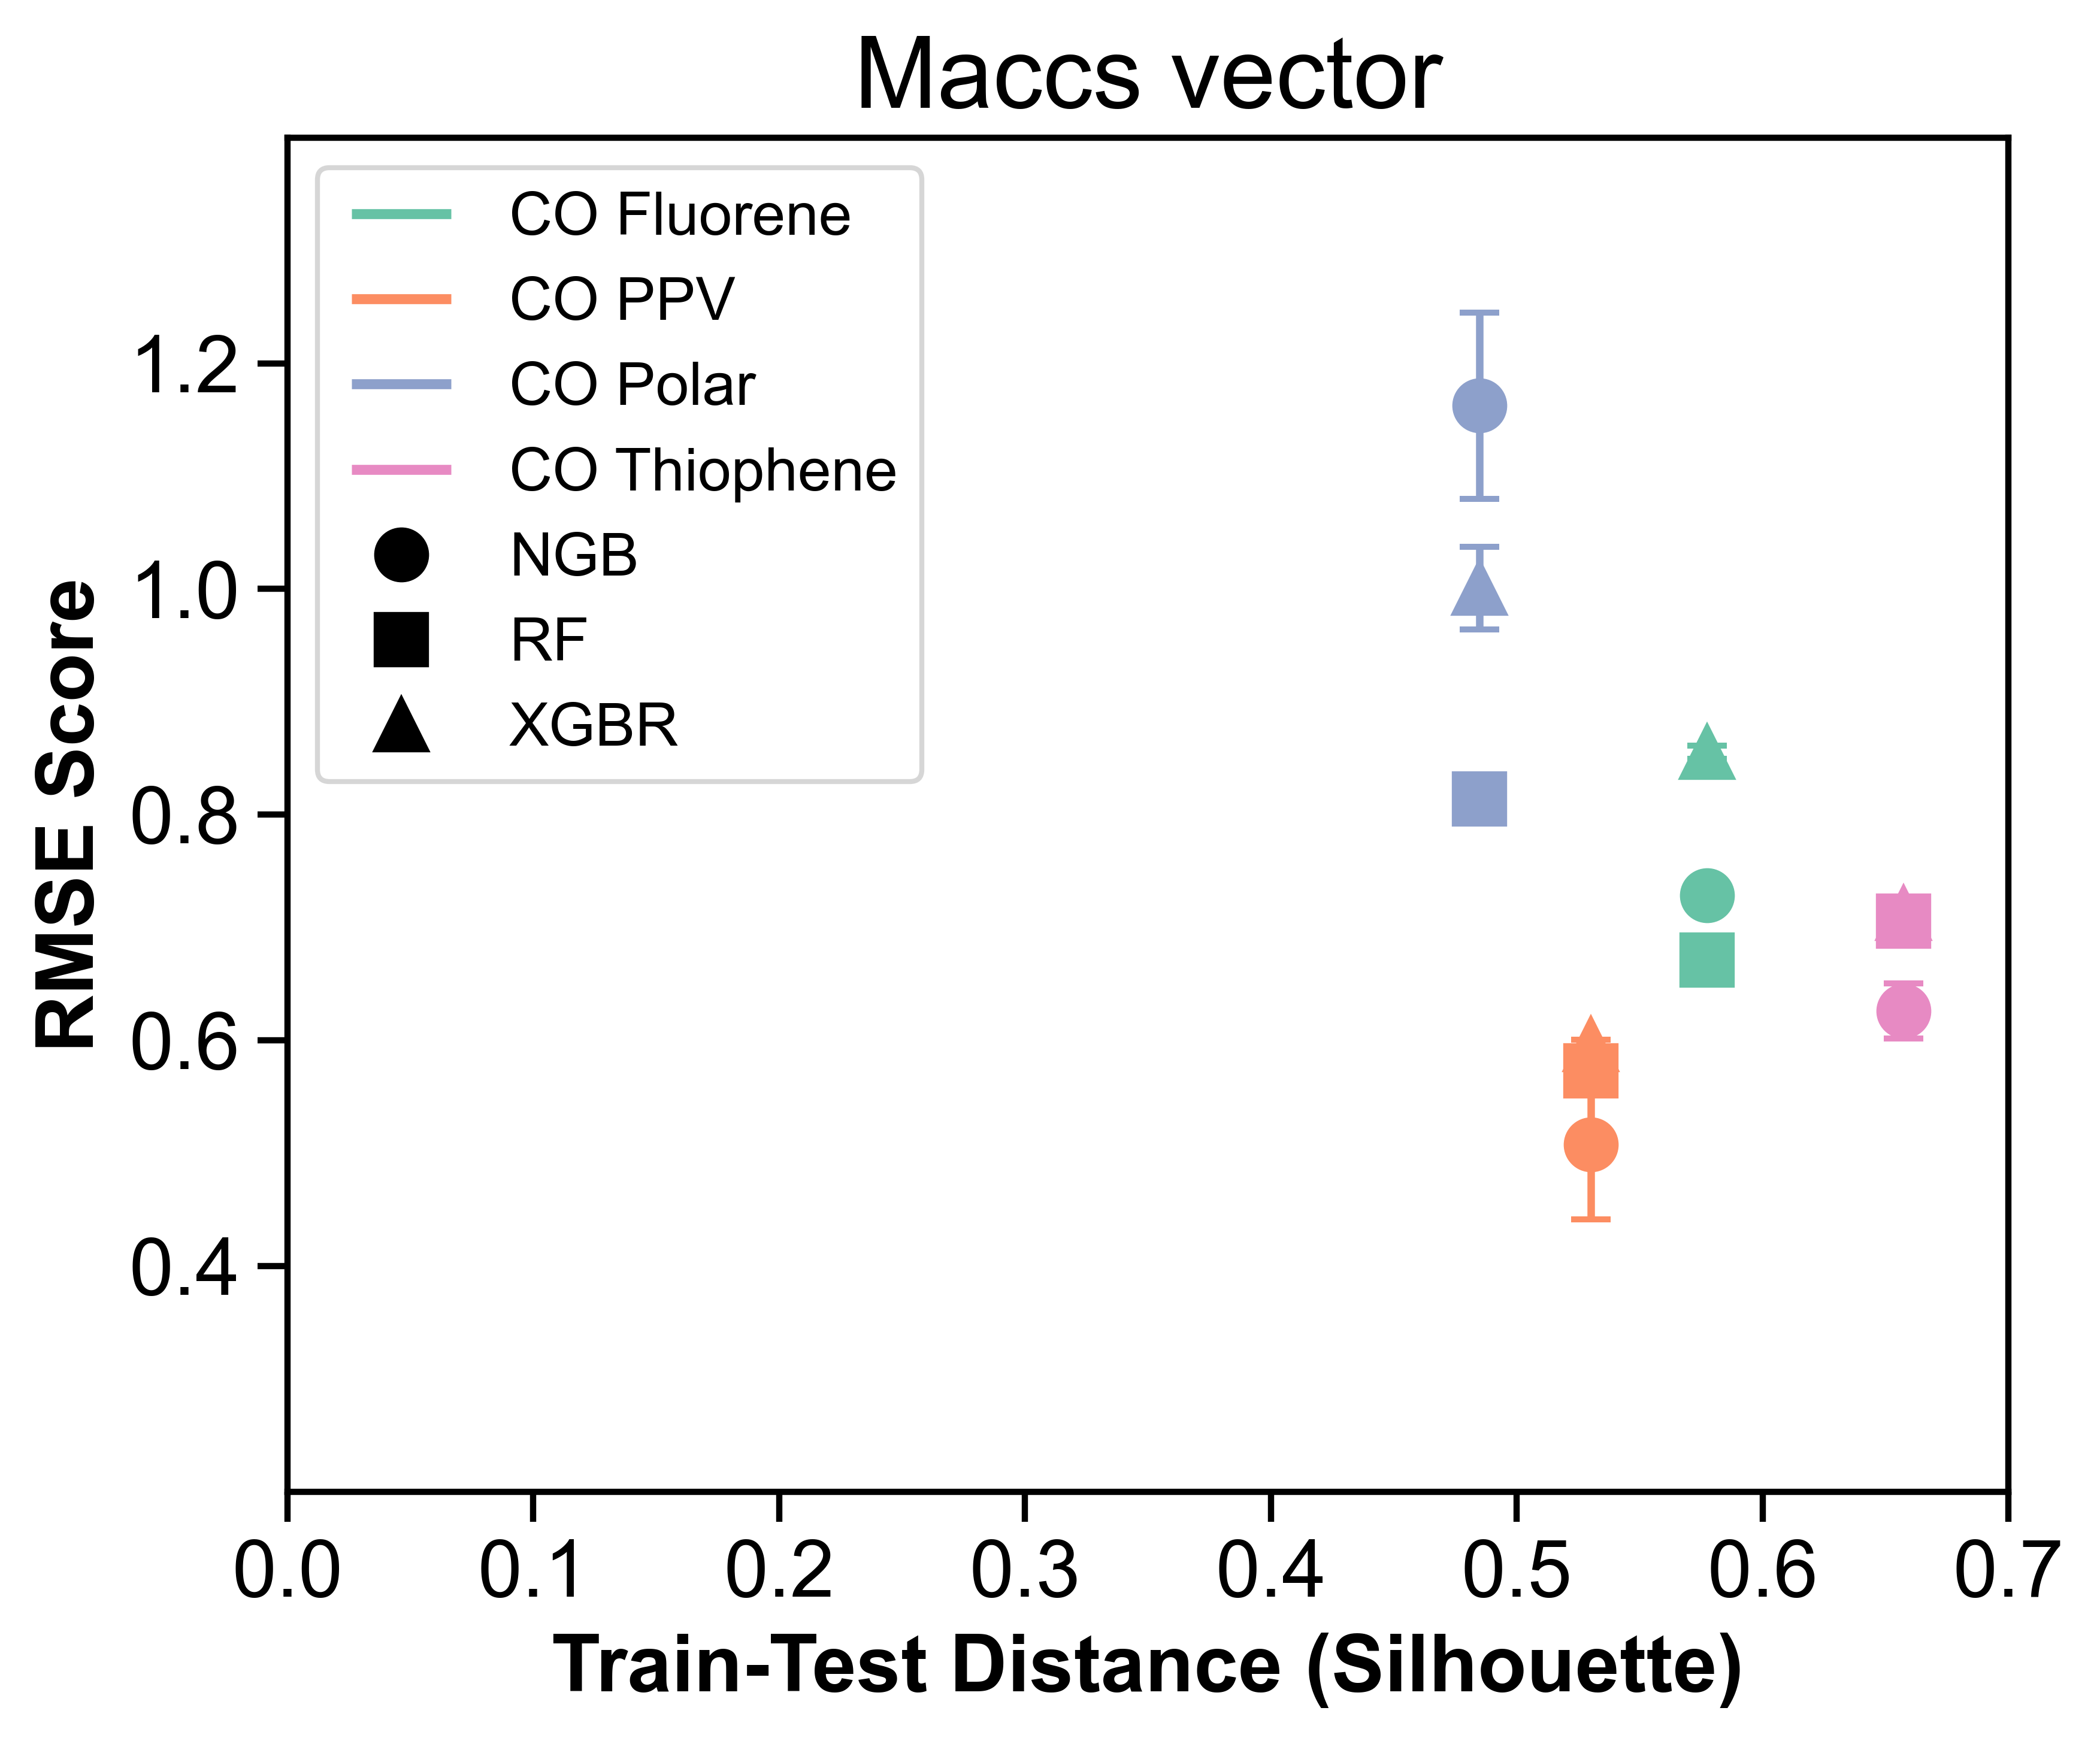 Maccs vector
CO Fluorene
CO PPV
CO Polar
CO Thiophene
NGB
RF
XGBR
RMSE Score
1.2
1.0
0.8
0.6
0.4
0.0 0.1 0.2 0.3 0.4 0.5 0.6 0.7
Train-Test Distance (Silhouette)